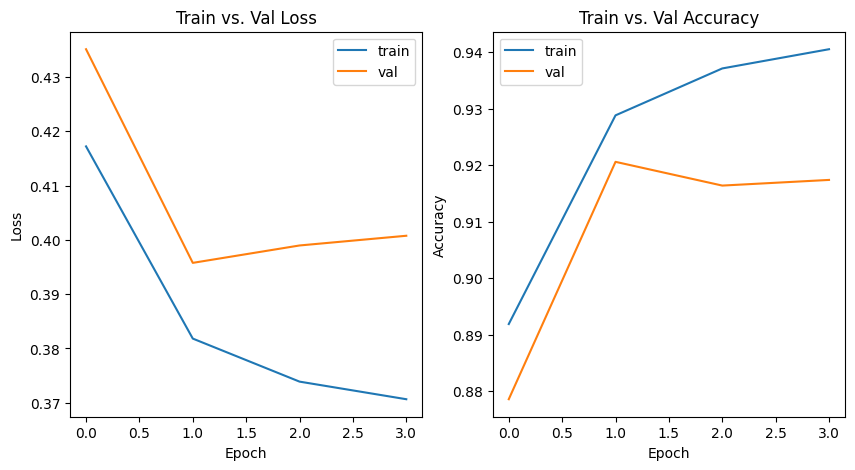 Train vs. Val Loss
train
val
0.43
0.42
0.41
0.40
0.39
0.38
0.37
Loss
0.0 0.5 1.0 1.5 2.0 2.5 3.0
Epoch
Train vs. Val Accuracy
train
val
0.94
0.93
0.92
0.91
0.90
0.89
0.88
Accuracy
0.0 0.5 1.0 1.5 2.0 2.5 3.0
Epoch